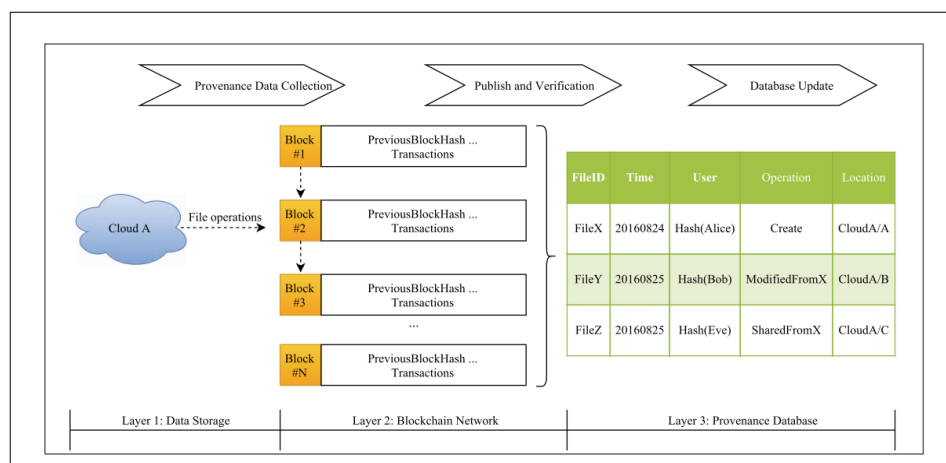 Provenance Data Collection
Publish and Verification
Database Update
Block
#1
PreviousBlockHash ...
Transactions
Cloud A
File operations
Block
#2
PreviousBlockHash ...
Transactions
Block
#3
PreviousBlockHash ...
Transactions
...
Block
#N
PreviousBlockHash ...
Transactions
FileID Time User Operation Location
FileX 20160824 Hash(Alice) Create CloudA/A
FileY 20160825 Hash(Bob) ModifiedFromX CloudA/B
FileZ 20160825 Hash(Eve) SharedFromX CloudA/C
Layer 1: Data Storage
Layer 2: Blockchain Network
Layer 3: Provenance Database